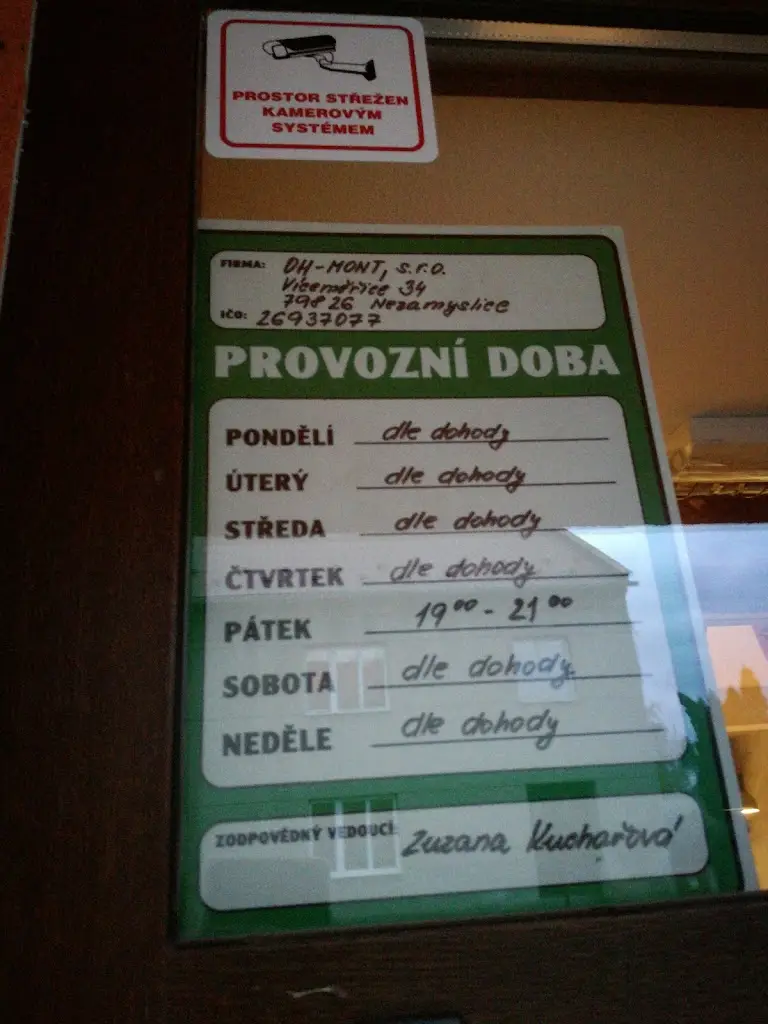 PROSTOR STŘEŽEN
KAMEROVÝM
SYSTÉMEM
FIRMA: DH-MONT, s.r.o.
Víceměřice 34
798 26 Nezamyslice
IČO: 26937077
PROVOZNÍ DOBA
PONDĚLÍ dle dohody
ÚTERÝ dle dohody
STŘEDA dle dohody
ČTVRTEK dle dohody
PÁTEK 19⁰⁰ - 21⁰⁰
SOBOTA dle dohody
NEDĚLE dle dohody
ZODPOVĚDNÝ VEDOUCÍ: Zuzana Kuchařová